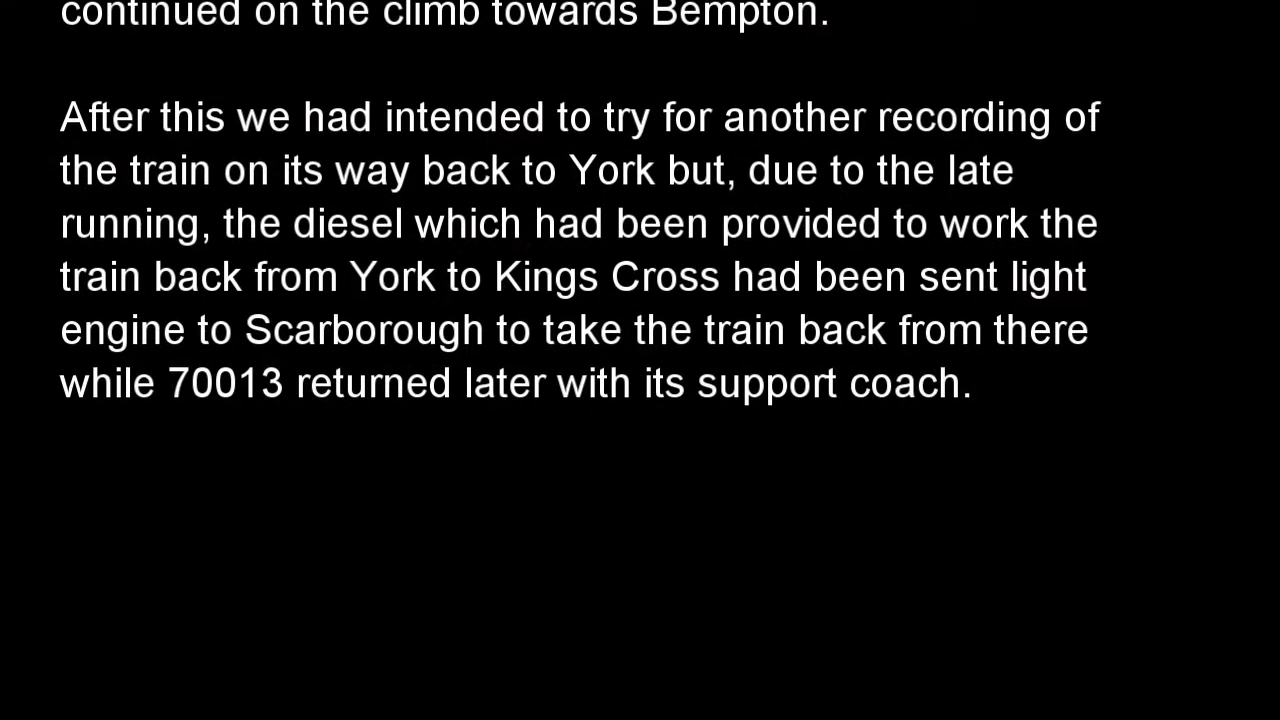 continued on the climb towards Bempton.
After this we had intended to try for another recording of
the train on its way back to York but, due to the late
running, the diesel which had been provided to work the
train back from York to Kings Cross had been sent light
engine to Scarborough to take the train back from there
while 70013 returned later with its support coach.